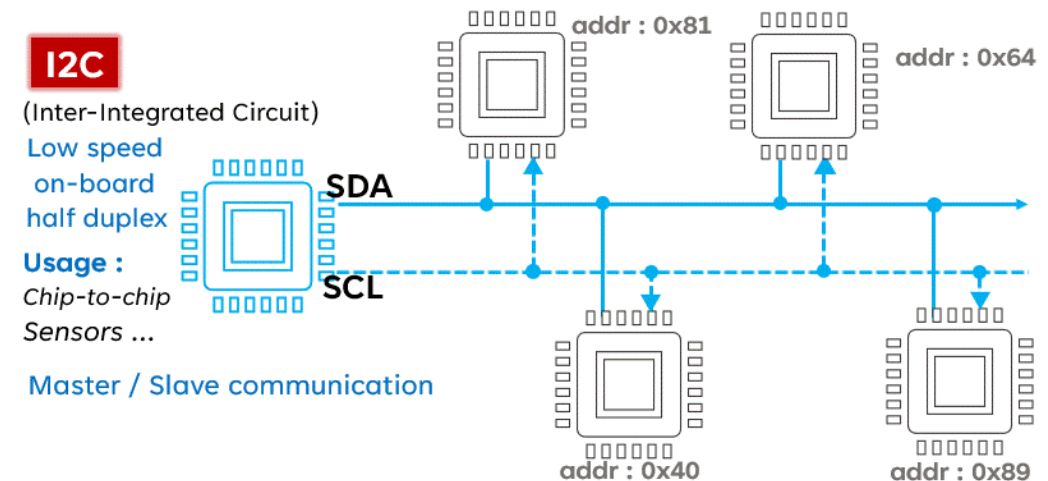 I2C
(Inter-Integrated Circuit)
Low speed
on-board
half duplex
Usage :
Chip-to-chip
Sensors ...
Master / Slave communication
SDA
SCL
addr : 0x81
addr : 0x64
addr : 0x40
addr : 0x89